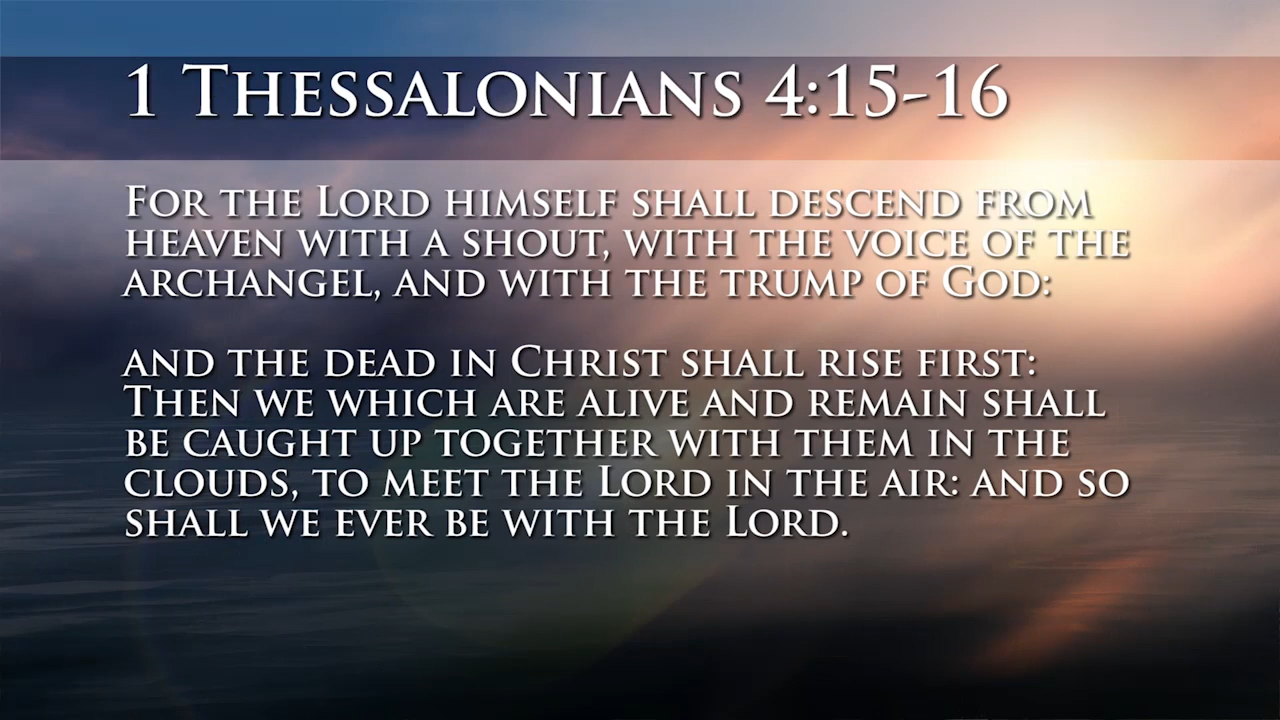 1 Thessalonians 4:15-16
For the Lord himself shall descend from
heaven with a shout, with the voice of the
archangel, and with the trump of God:
and the dead in Christ shall rise first:
Then we which are alive and remain shall
be caught up together with them in the
clouds, to meet the Lord in the air: and so
shall we ever be with the Lord.